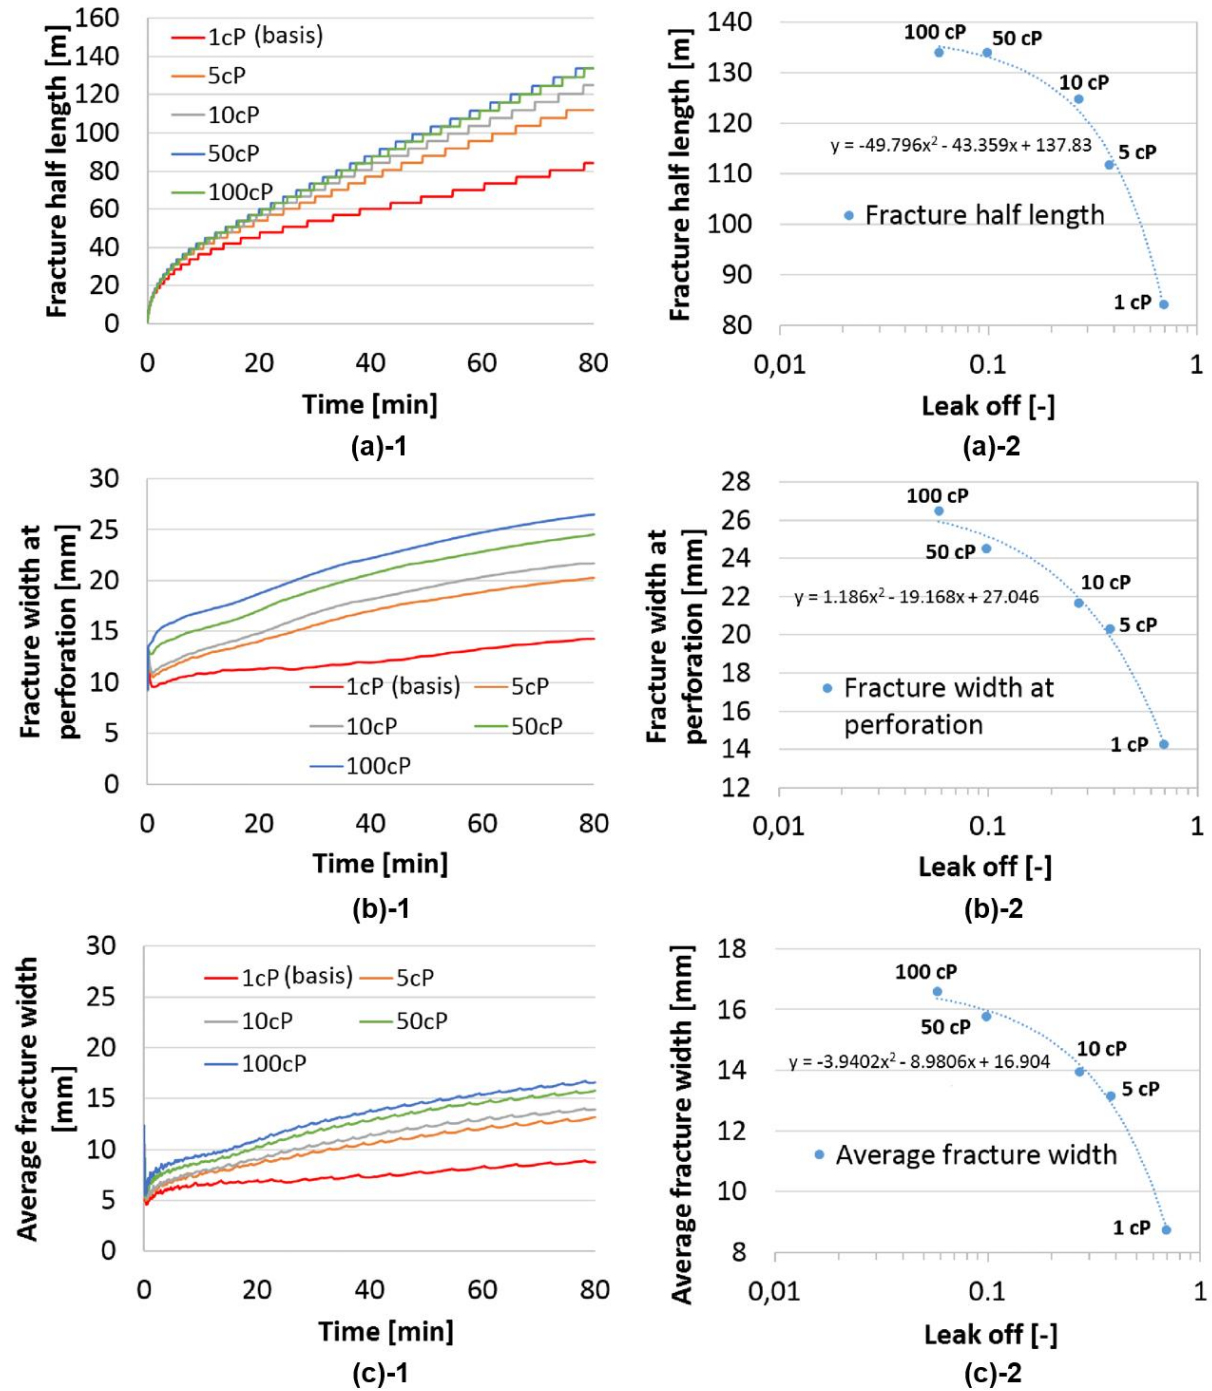 Fracture half length [m]
160
140
120
100
80
60
40
20
0
1cP (basis)
5cP
10cP
50cP
100cP
0 20 40 60 80
Time [min]
(a)-1
Fracture half length [m]
140
130
120
110
100
90
80
100 cP 50 cP
10 cP
y = -49.796x² - 43.359x + 137.83
5 cP
Fracture half length
1 cP
0,01 0.1 1
Leak off [-]
(a)-2
Fracture width at
perforation [mm]
30
25
20
15
10
5
0
1cP (basis) 5cP
10cP 50cP
100cP
0 20 40 60 80
Time [min]
(b)-1
Fracture width at
perforation [mm]
28
26
24
22
20
18
16
14
12
100 cP
50 cP
10 cP
y = 1.186x² - 19.168x + 27.046
5 cP
Fracture width at
perforation
1 cP
0,01 0.1 1
Leak off [-]
(b)-2
Average fracture width
[mm]
30
25
20
15
10
5
0
1cP (basis) 5cP
10cP 50cP
100cP
0 20 40 60 80
Time [min]
(c)-1
Average fracture width [mm]
18
16
14
12
10
8
100 cP
50 cP
10 cP
y = -3.9402x² - 8.9806x + 16.904
5 cP
Average fracture width
1 cP
0,01 0.1 1
Leak off [-]
(c)-2